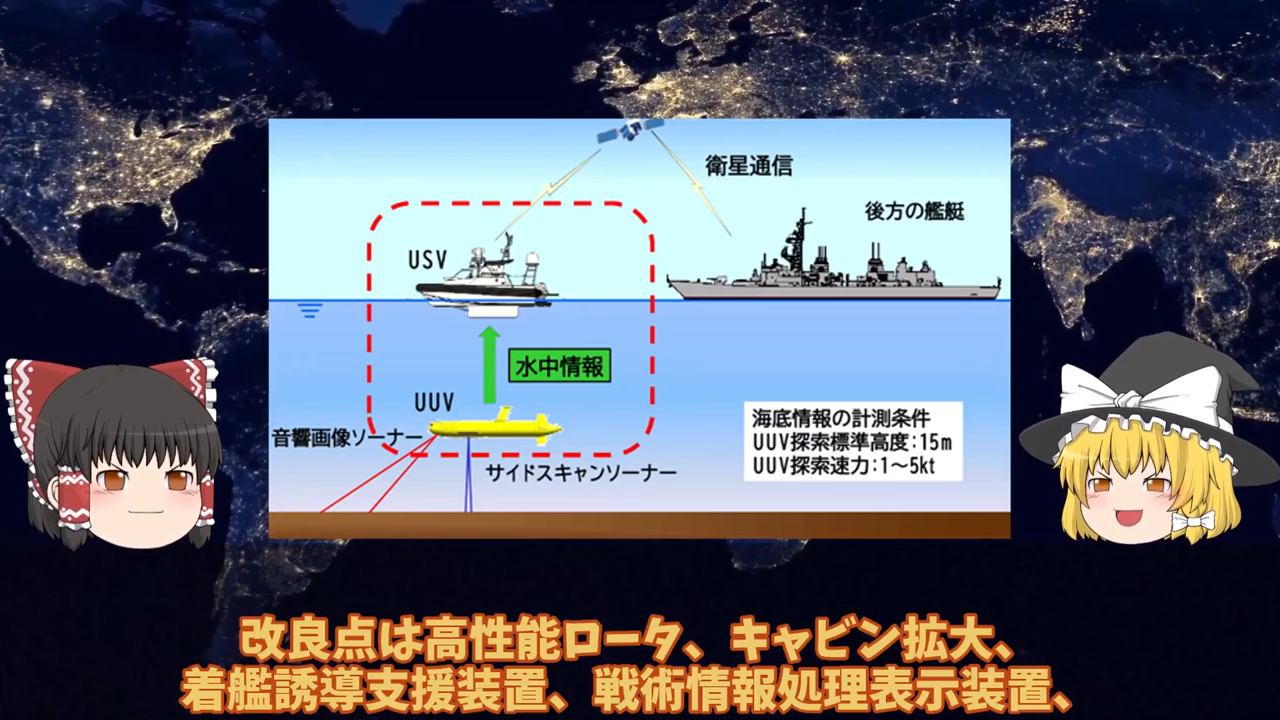 衛星通信
後方の艦艇
USV
水中情報
UUV
音響画像ソーナー
サイドスキャンソーナー
海底情報の計測条件
UUV探索標準高度:15m
UUV探索速力:1～5kt
改良点は高性能ロータ、キャビン拡大、
着艦誘導支援装置、戦術情報処理表示装置、